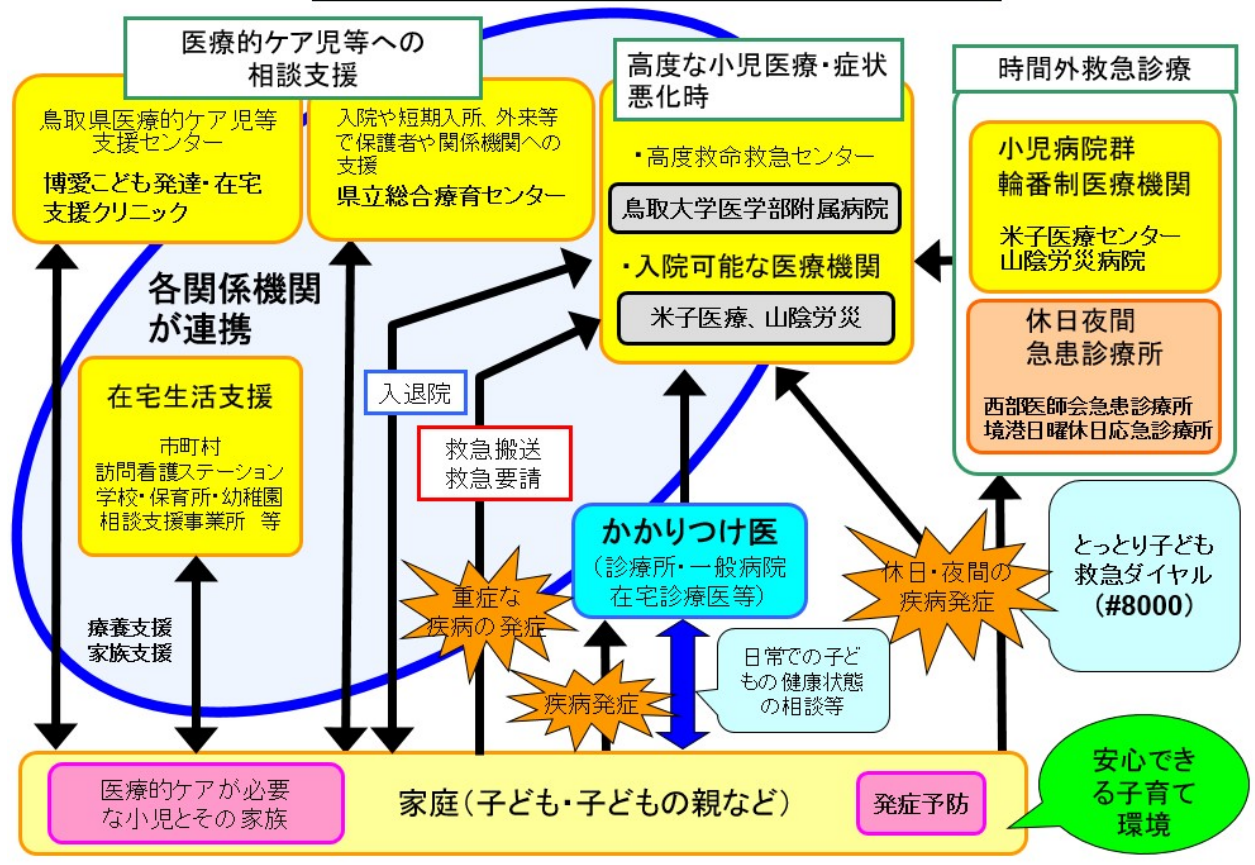 医療的ケア児等への
相談支援
鳥取県医療的ケア児等
支援センター
博愛こども発達・在宅
支援クリニック
入院や短期入所、外来等
で保護者や関係機関への
支援
県立総合療育センター
高度な小児医療・症状
悪化時
・高度救命救急センター
鳥取大学医学部附属病院
・入院可能な医療機関
米子医療、山陰労災
時間外救急診療
小児病院群
輪番制医療機関
米子医療センター
山陰労災病院
休日夜間
急患診療所
西部医師会急患診療所
境港日曜休日応急診療所
各関係機関
が連携
在宅生活支援
市町村
訪問看護ステーション
学校・保育所・幼稚園
相談支援事業所 等
入退院
救急搬送
救急要請
かかりつけ医
(診療所・一般病院
在宅診療医等)
休日・夜間の
疾病発症
とっとり子ども
救急ダイヤル
(#8000)
重症な
疾病の発症
療養支援
家族支援
疾病発症
日常での子ど
もの健康状態
の相談等
医療的ケアが必要
な小児とその家族
家庭(子ども・子どもの親など)
発症予防
安心でき
る子育て
環境